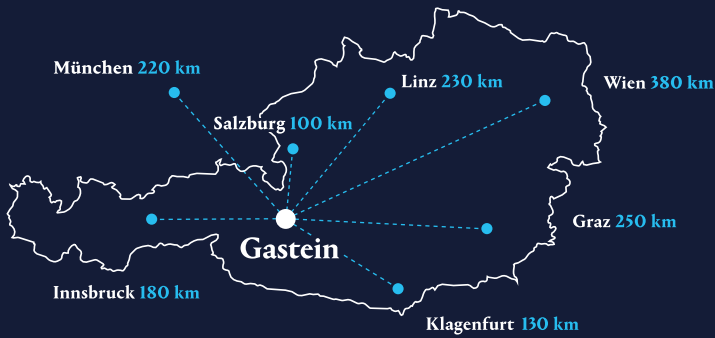 München 220 km
Linz 230 km
Wien 380 km
Salzburg 100 km
Graz 250 km
Gastein
Innsbruck 180 km
Klagenfurt 130 km